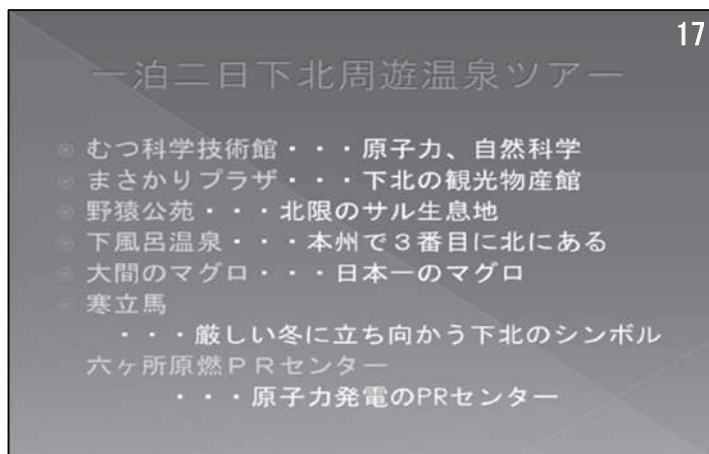 17
一泊二日下北周遊温泉ツアー
むつ科学技術館・・・原子力、自然科学
まさかりプラザ・・・下北の観光物産館
野猿公苑・・・北限のサル生息地
下風呂温泉・・・本州で３番目に北にある
大間のマグロ・・・日本一のマグロ
寒立馬
・・・厳しい冬に立ち向かう下北のシンボル
六ヶ所原燃ＰＲセンター
・・・原子力発電のPRセンター